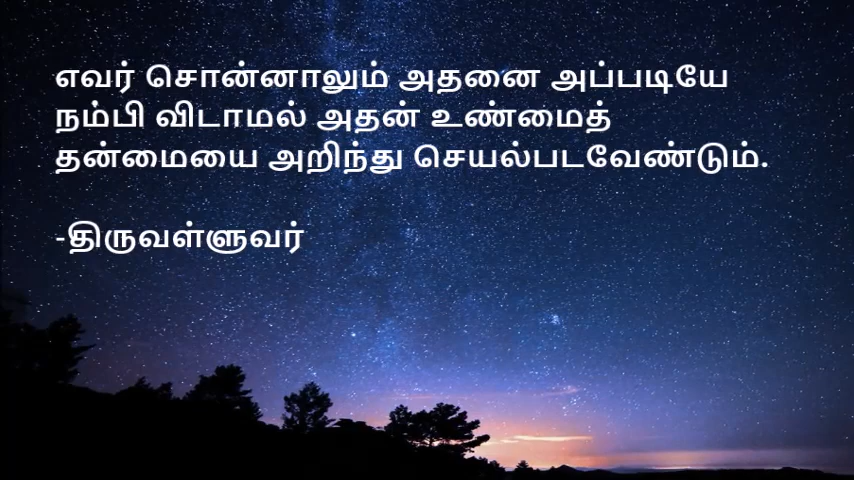 எவர் சொன்னாலும் அதனை அப்படியே
நம்பி விடாமல் அதன் உண்மைத்
தன்மையை அறிந்து செயல்படவேண்டும்.
-திருவள்ளுவர்